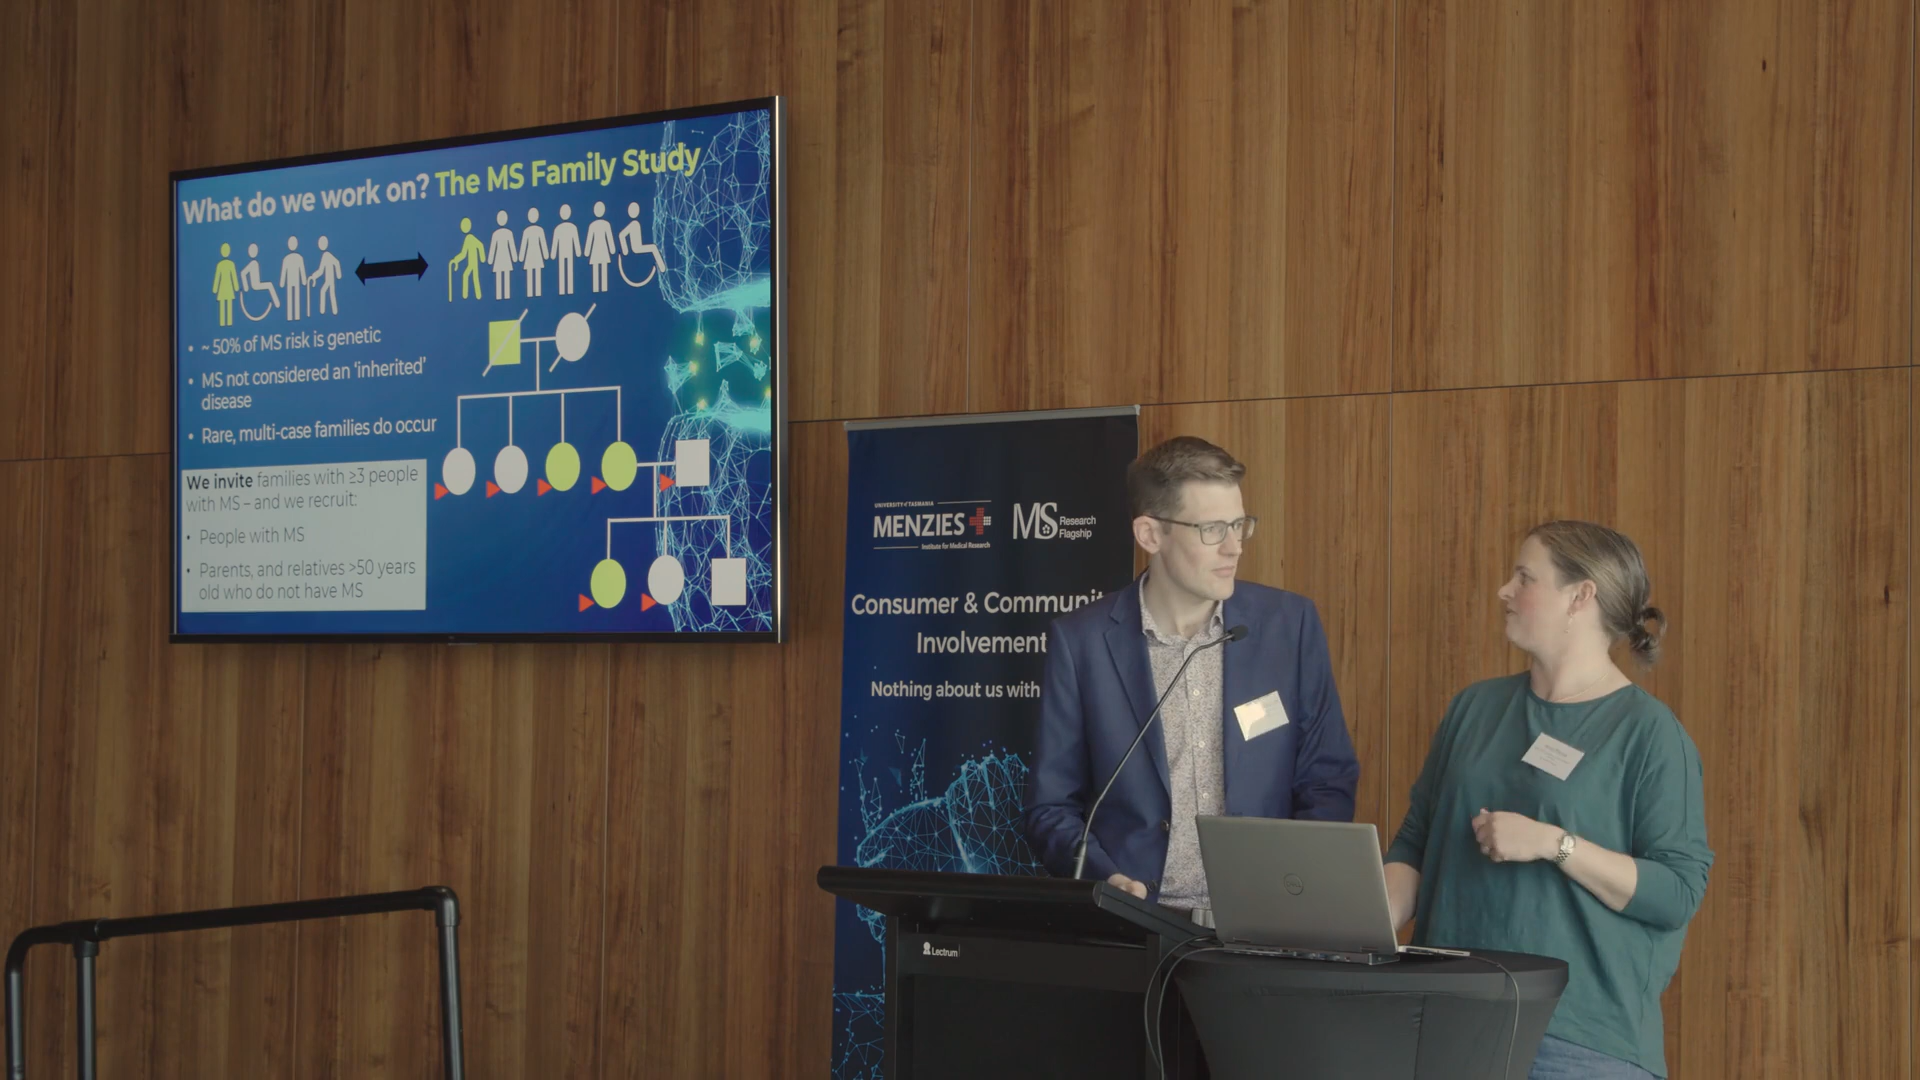 What do we work on? The MS Family Study
• ~ 50% of MS risk is genetic
• MS not considered an ‘inherited’
disease
• Rare, multi-case families do occur
We invite families with ≥3 people
with MS – and we recruit:
• People with MS
• Parents, and relatives >50 years
old who do not have MS
UNIVERSITY of TASMANIA
MENZIES
Institute for Medical Research
MS Research
Flagship
Consumer & Communit
Involvement
Nothing about us with
Lectrum